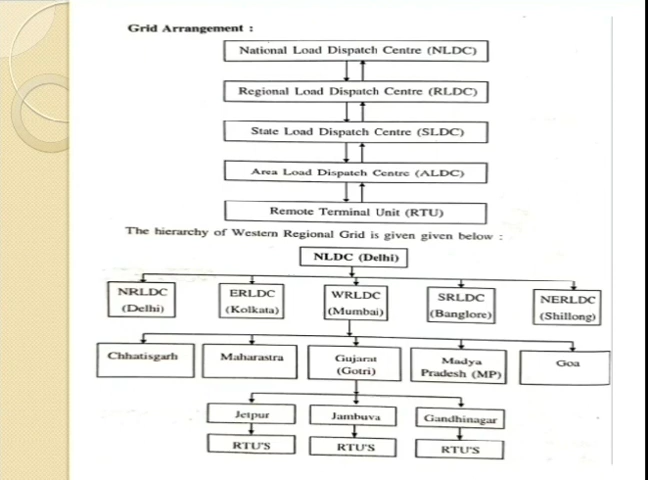 Grid Arrangement :
National Load Dispatch Centre (NLDC)
Regional Load Dispatch Centre (RLDC)
State Load Dispatch Centre (SLDC)
Area Load Dispatch Centre (ALDC)
Remote Terminal Unit (RTU)
The hierarchy of Western Regional Grid is given given below :
NLDC (Delhi)
NRLDC
(Delhi)
ERLDC
(Kolkata)
WRLDC
(Mumbai)
SRLDC
(Banglore)
NERLDC
(Shillong)
Chhatisgarh
Maharastra
Gujarat
(Gotri)
Madya
Pradesh (MP)
Goa
Jetpur
Jambuva
Gandhinagar
RTU'S
RTU'S
RTU'S